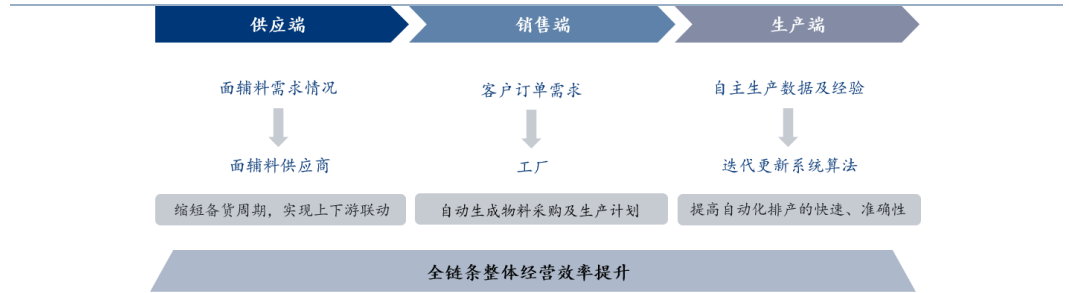 供应端
销售端
生产端
面辅料需求情况
客户订单需求
自主生产数据及经验
面辅料供应商
工厂
迭代更新系统算法
缩短备货周期，实现上下游联动
自动生成物料采购及生产计划
提高自动化排产的快速、准确性
全链条整体经营效率提升